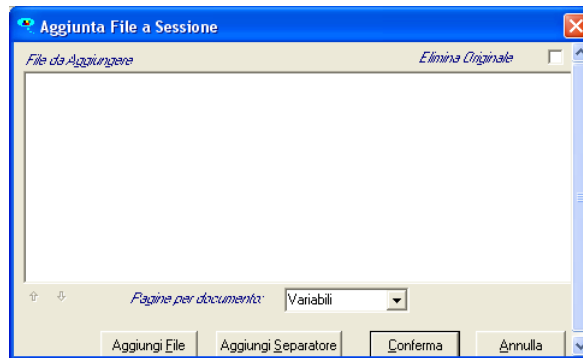 Aggiunta File a Sessione
File da Aggiungere Elimina Originale
Pagine per documento: Variabili
Aggiungi File Aggiungi Separatore Conferma Annulla